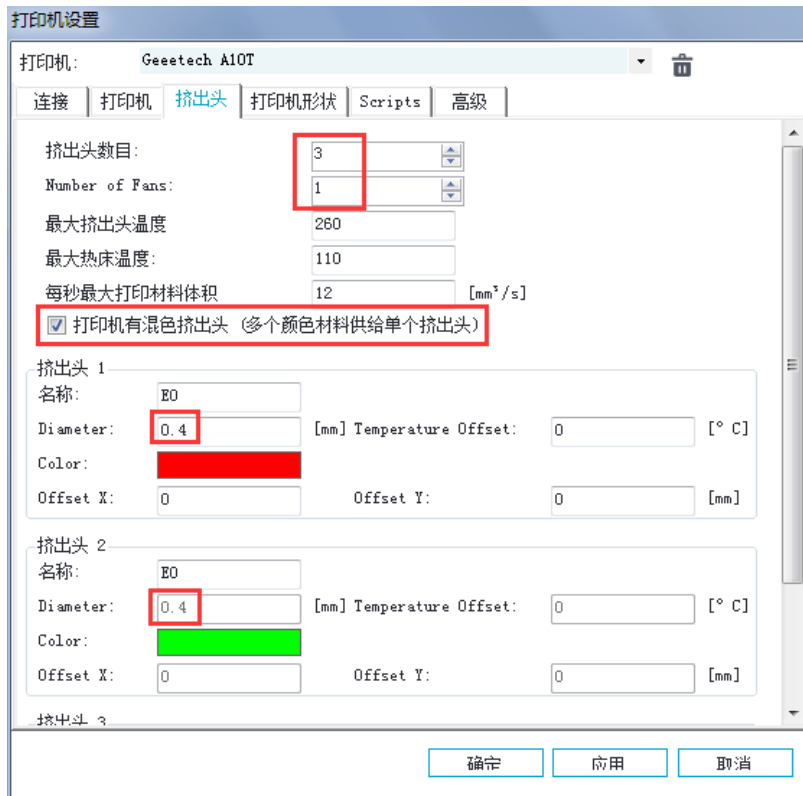 打印机设置
打印机: Geeetech A10T
连接 打印机 挤出头 打印机形状 Scripts 高级
挤出头数目: 3
Number of Fans: 1
最大挤出头温度 260
最大热床温度: 110
每秒最大打印材料体积 12 [mm³/s]
打印机有混色挤出头 (多个颜色材料供给单个挤出头)
挤出头 1
名称: E0
Diameter: 0.4 [mm] Temperature Offset: 0 [° C]
Color:
Offset X: 0 Offset Y: 0 [mm]
挤出头 2
名称: E0
Diameter: 0.4 [mm] Temperature Offset: 0 [° C]
Color:
Offset X: 0 Offset Y: 0 [mm]
挤出头 3
确定 应用 取消